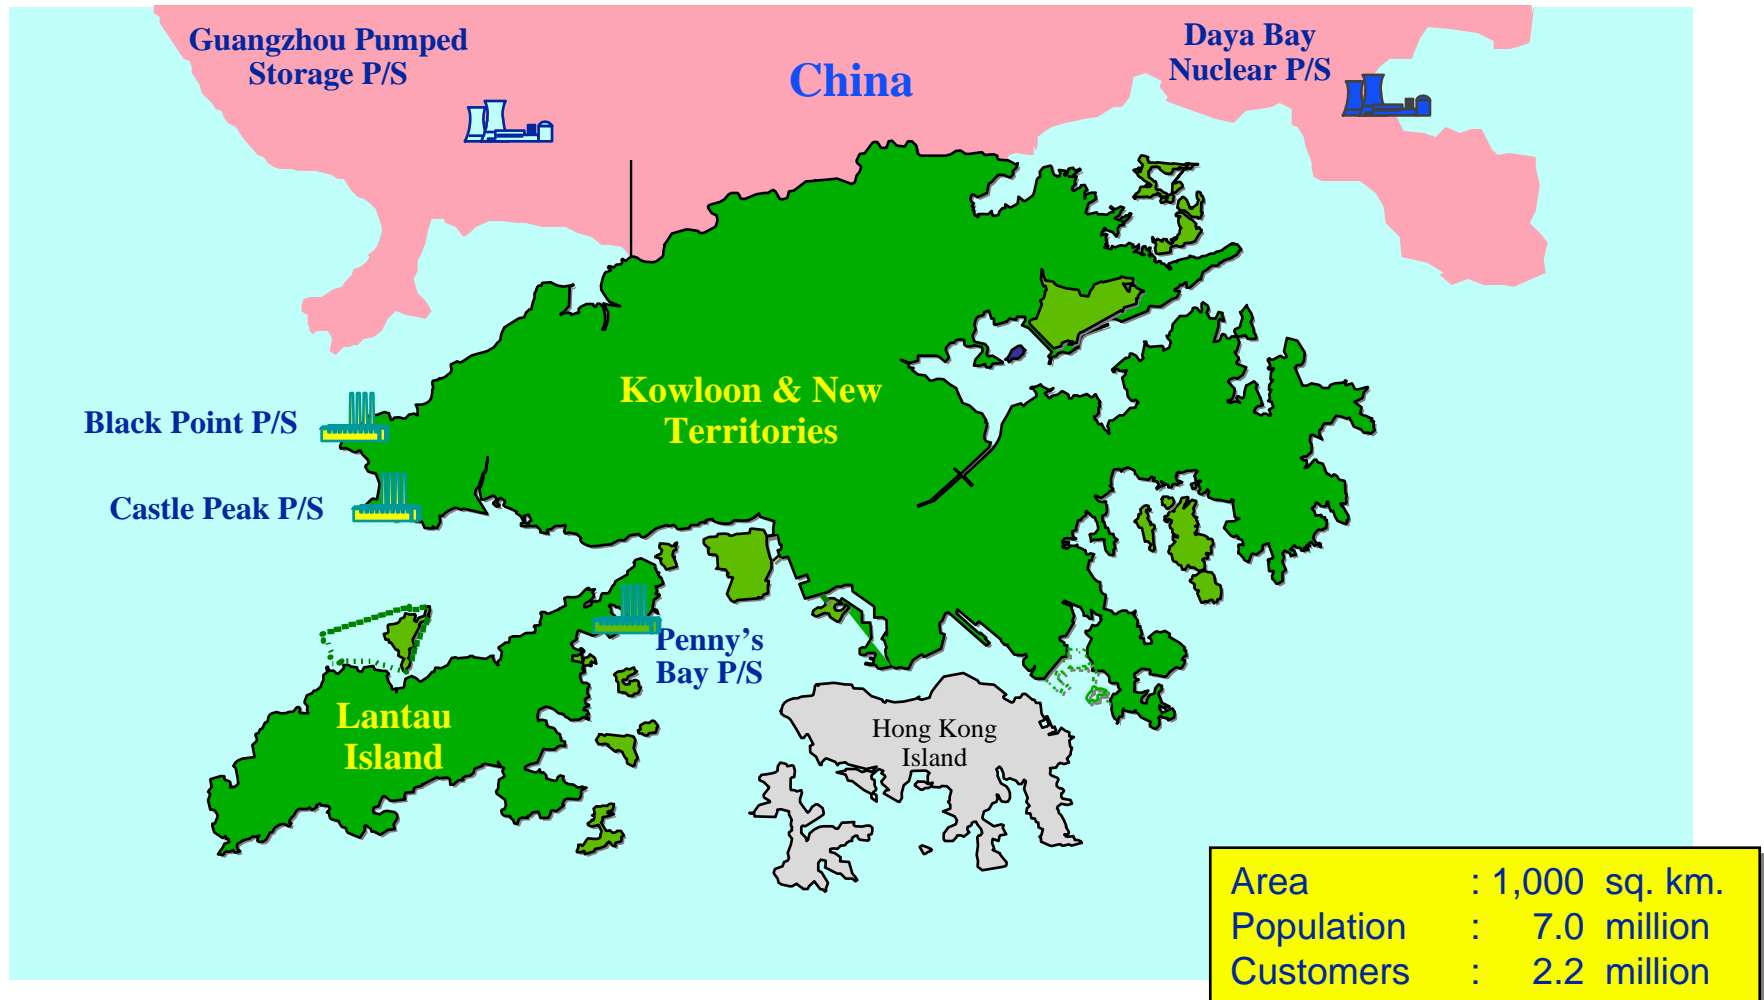 Guangzhou Pumped
Storage P/S
China
Daya Bay
Nuclear P/S
Kowloon & New
Territories
Black Point P/S
Castle Peak P/S
Penny’s
Bay P/S
Lantau
Island
Hong Kong
Island
Area : 1,000 sq. km.
Population : 7.0 million
Customers : 2.2 million